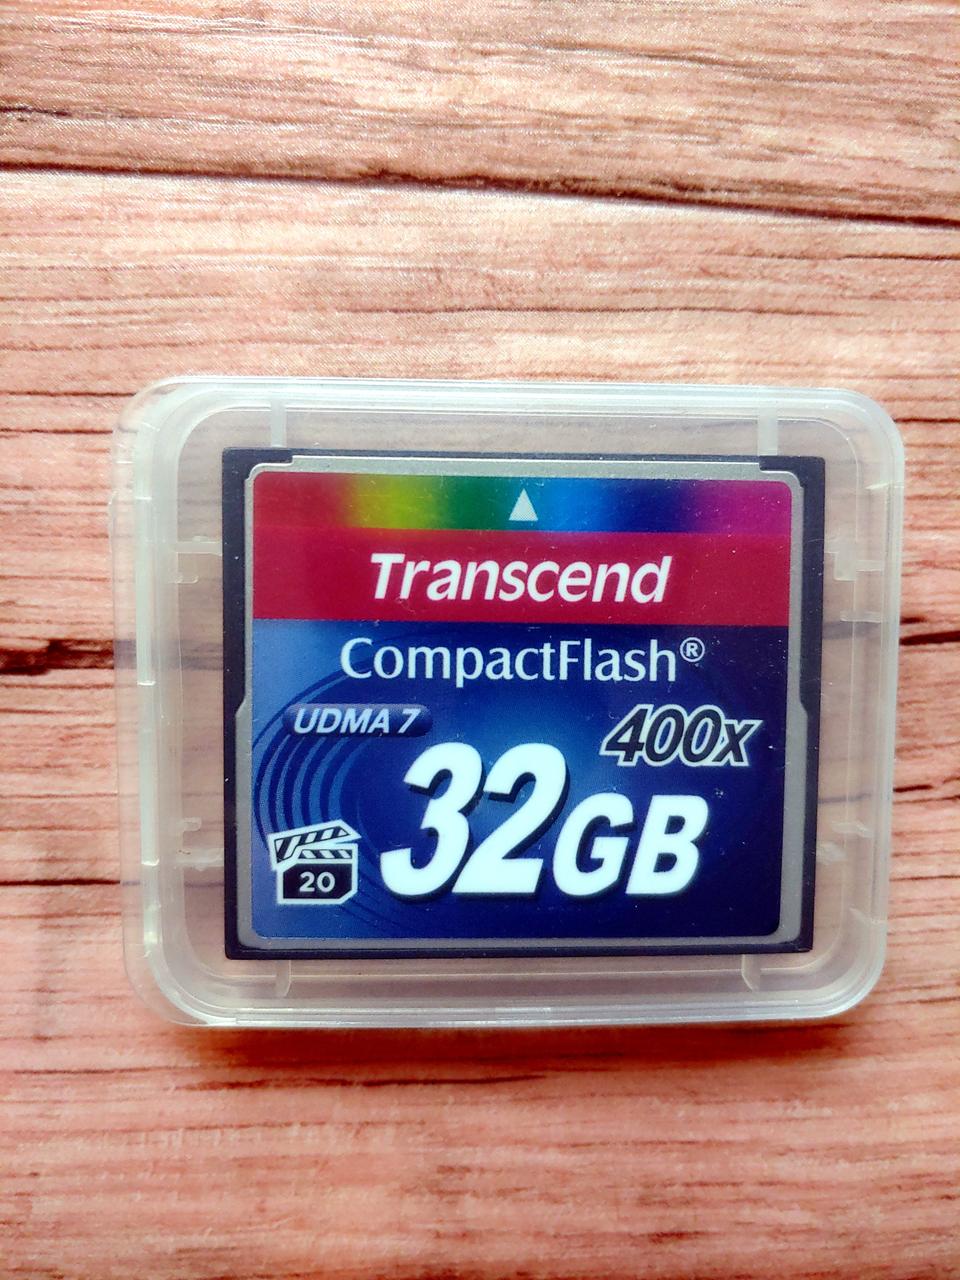 Transcend
CompactFlash®
UDMA 7
400x
32GB
20